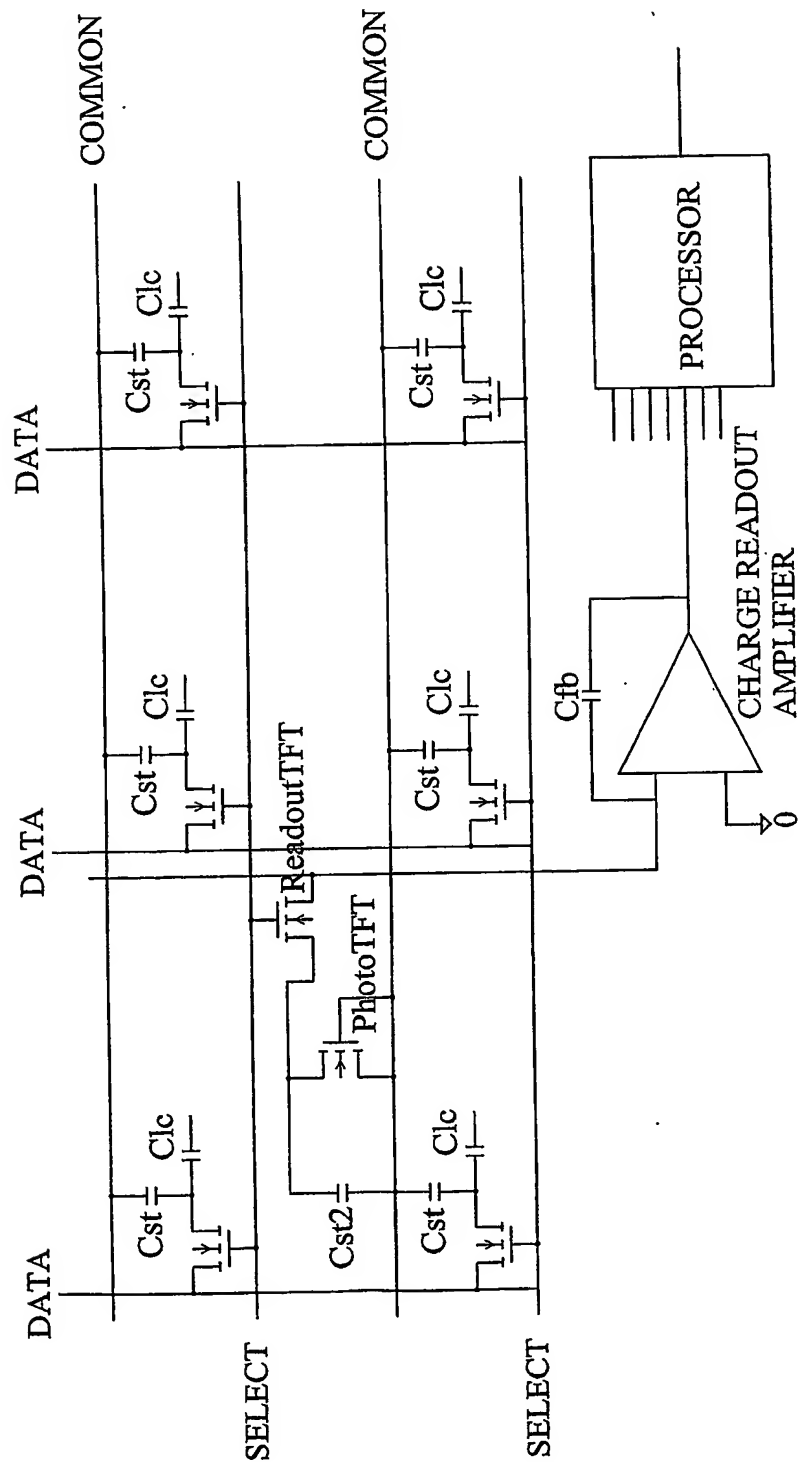 DATA
DATA
DATA
COMMON
Cst
Clc
Cst
Clc
Cst
Clc
SELECT
ReadoutTFT
PhotoTFT
Cst2
COMMON
Cst
Clc
Cst
Clc
Cst
Clc
SELECT
Cfb
0
CHARGE READOUT
AMPLIFIER
PROCESSOR